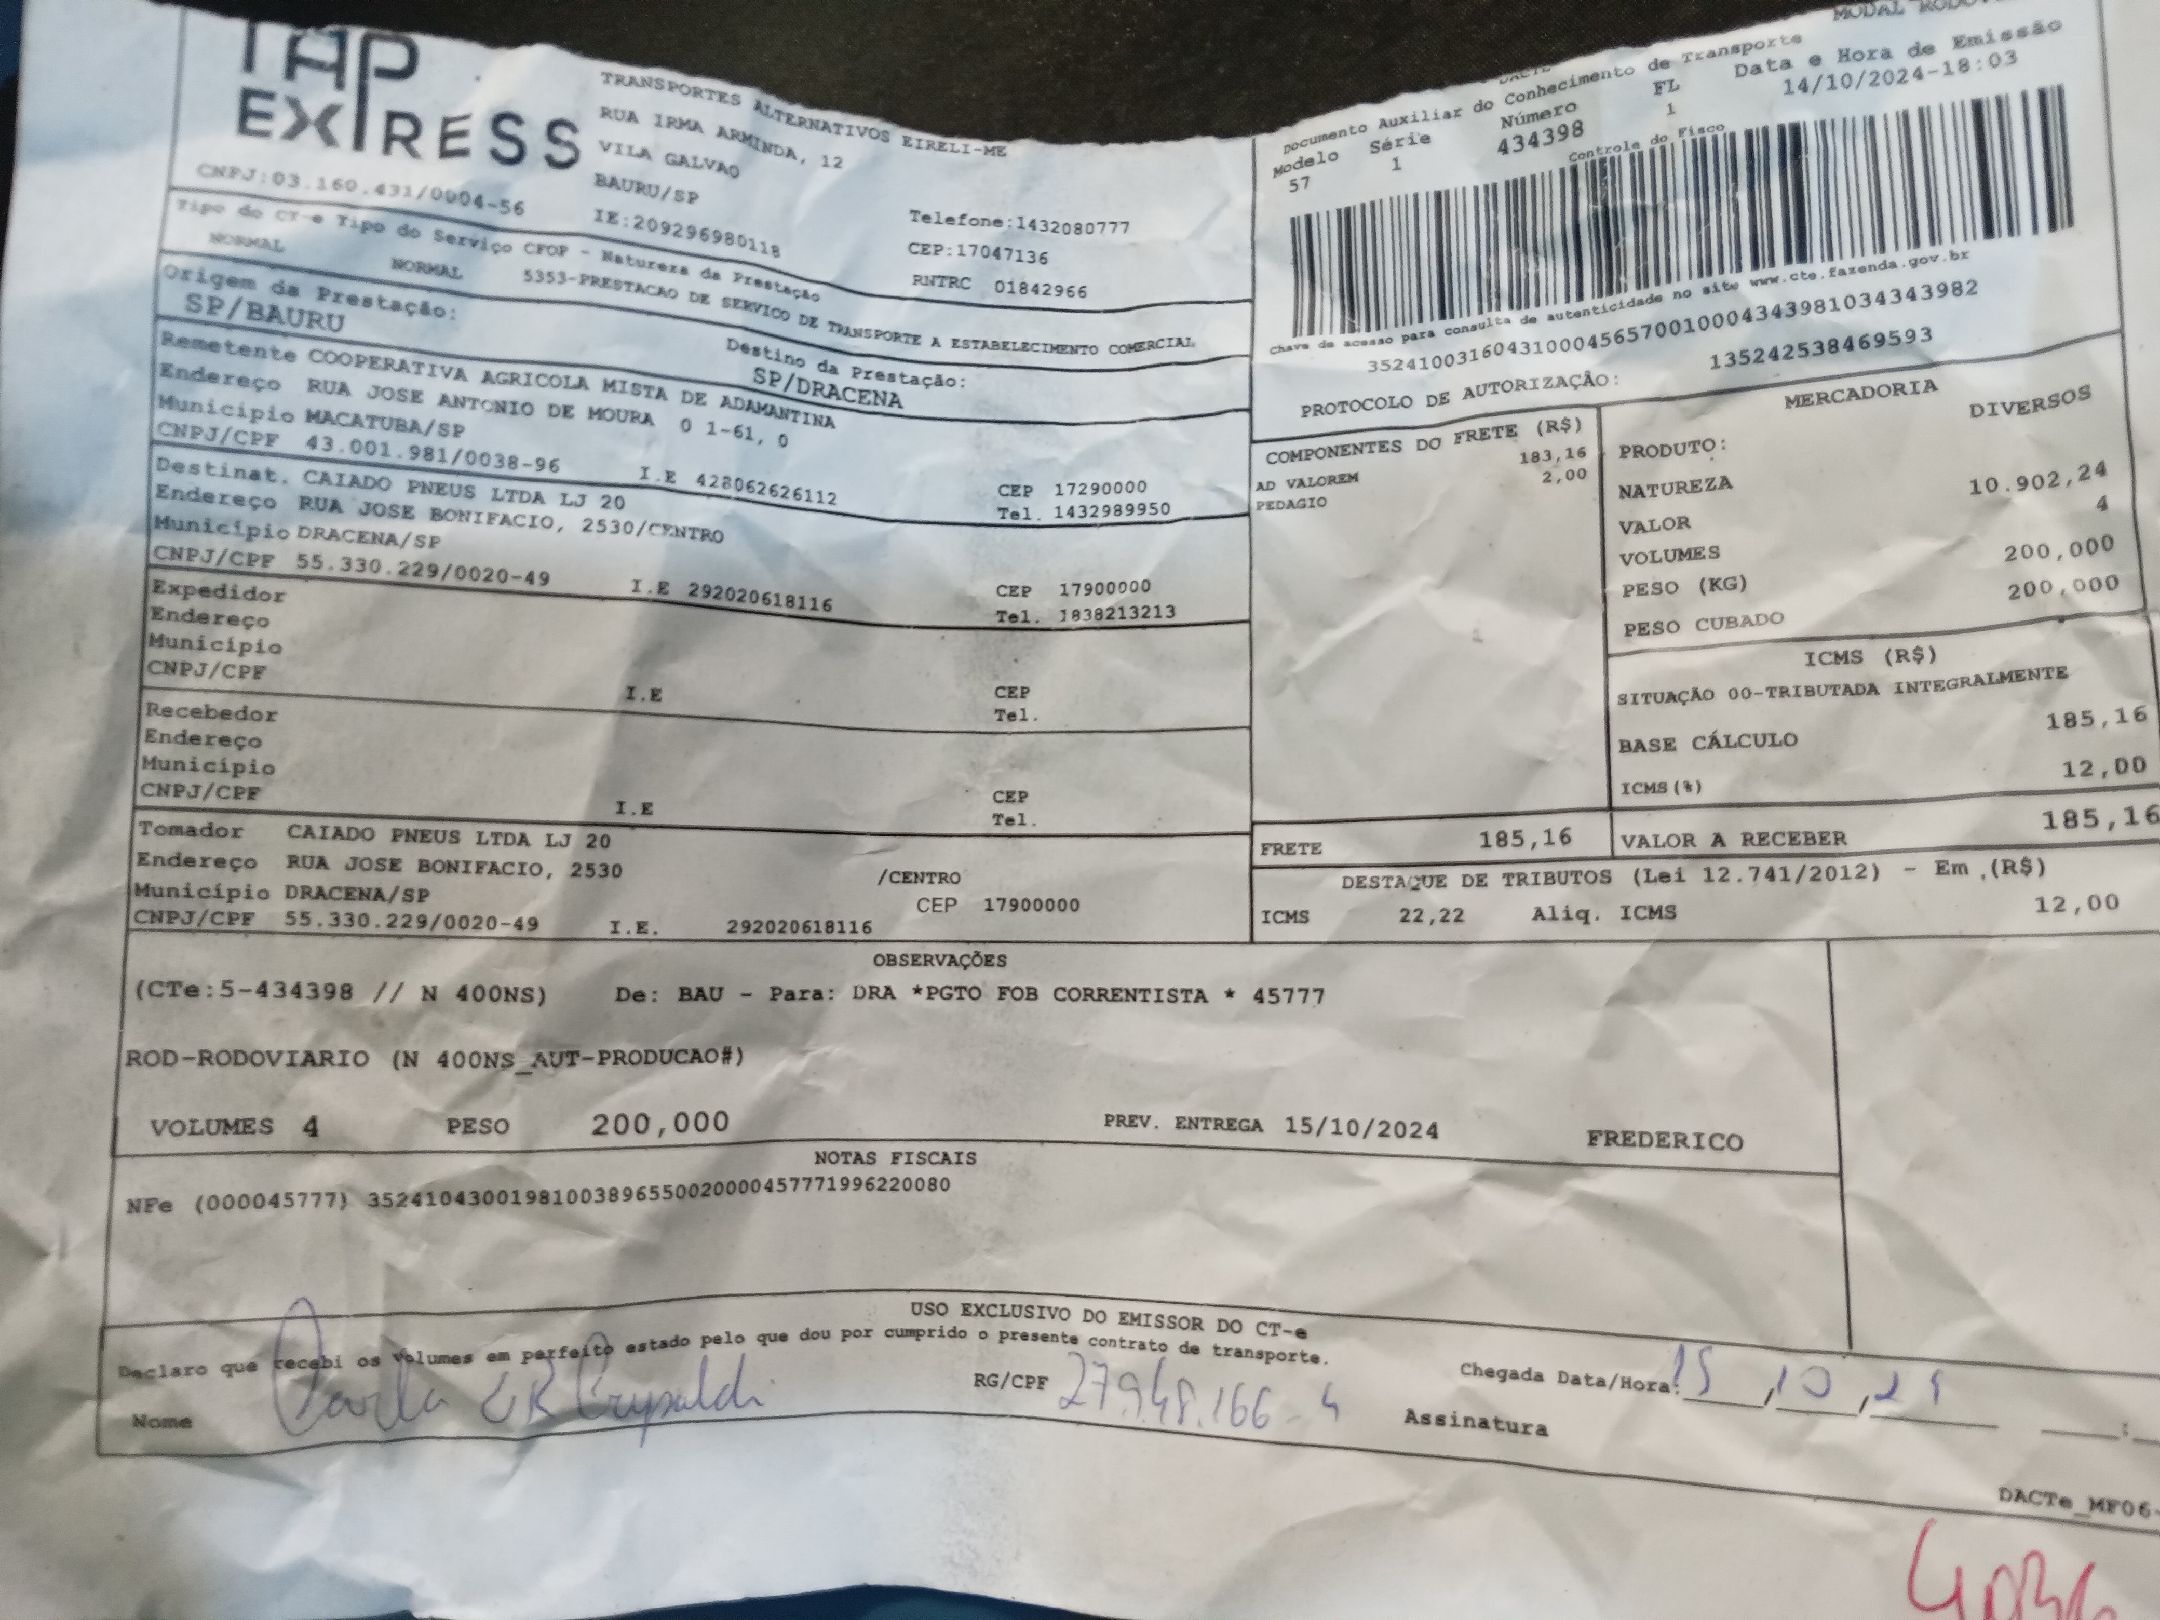 TAP
EXPRESS
TRANSPORTES ALTERNATIVOS EIRELI-ME
RUA IRMA ARMINDA, 12
VILA GALVAO
BAURU/SP
CNPJ:03.160.431/0004-56 IE:209296980118
Telefone:1432080777
CEP:17047136
RNTRC 01842966
Tipo do CT-e Tipo do Serviço CFOP - Natureza da Prestação
NORMAL NORMAL 5353-PRESTACAO DE SERVICO DE TRANSPORTE A ESTABELECIMENTO COMERCIAL
Origem da Prestação: Destino da Prestação:
SP/BAURU SP/DRACENA
Remetente COOPERATIVA AGRICOLA MISTA DE ADAMANTINA
Endereço RUA JOSE ANTONIO DE MOURA 0 1-61, 0
Município MACATUBA/SP CEP 17290000
CNPJ/CPF 43.001.981/0038-96 I.E 428062626112 Tel. 1432989950
Destinat. CAIADO PNEUS LTDA LJ 20
Endereço RUA JOSE BONIFACIO, 2530/CENTRO
Município DRACENA/SP CEP 17900000
CNPJ/CPF 55.330.229/0020-49 I.E 292020618116 Tel. 1838213213
Expedidor
Endereço
Município CEP
CNPJ/CPF I.E Tel.
Recebedor
Endereço
Município CEP
CNPJ/CPF I.E Tel.
Tomador CAIADO PNEUS LTDA LJ 20
Endereço RUA JOSE BONIFACIO, 2530 /CENTRO
Município DRACENA/SP CEP 17900000
CNPJ/CPF 55.330.229/0020-49 I.E. 292020618116
MODAL
DACTE
Documento Auxiliar do Conhecimento de Transporte
Modelo Série Número FL Data e Hora de Emissão
57 1 434398 1 14/10/2024-18:03
Controle do Fisco
Chave de acesso para consulta de autenticidade no site www.cte.fazenda.gov.br
35241003160431000456570010004343981034343982
PROTOCOLO DE AUTORIZAÇÃO: 135242538469593
COMPONENTES DO FRETE (R$)
AD VALOREM 183,16
PEDAGIO 2,00
MERCADORIA
PRODUTO: DIVERSOS
NATUREZA
VALOR 10.902,24
VOLUMES 4
PESO (KG) 200,000
PESO CUBADO 200,000
ICMS (R$)
SITUAÇÃO 00-TRIBUTADA INTEGRALMENTE
BASE CÁLCULO 185,16
ICMS(%) 12,00
FRETE 185,16 VALOR A RECEBER 185,16
DESTAQUE DE TRIBUTOS (Lei 12.741/2012) - Em (R$)
ICMS 22,22 Aliq. ICMS 12,00
OBSERVAÇÕES
(CTe:5-434398 // N 400NS) De: BAU - Para: DRA *PGTO FOB CORRENTISTA * 45777
ROD-RODOVIARIO (N 400NS_AUT-PRODUCAO#)
VOLUMES 4 PESO 200,000 PREV. ENTREGA 15/10/2024 FREDERICO
NOTAS FISCAIS
NFe (000045777) 35241043001981003896550020000457771996220080
USO EXCLUSIVO DO EMISSOR DO CT-e
Declaro que recebi os volumes em perfeito estado pelo que dou por cumprido o presente contrato de transporte.
Nome RG/CPF 27.948.166-4 Chegada Data/Hora: 15,10,24
Assinatura
DACTe_MF06-